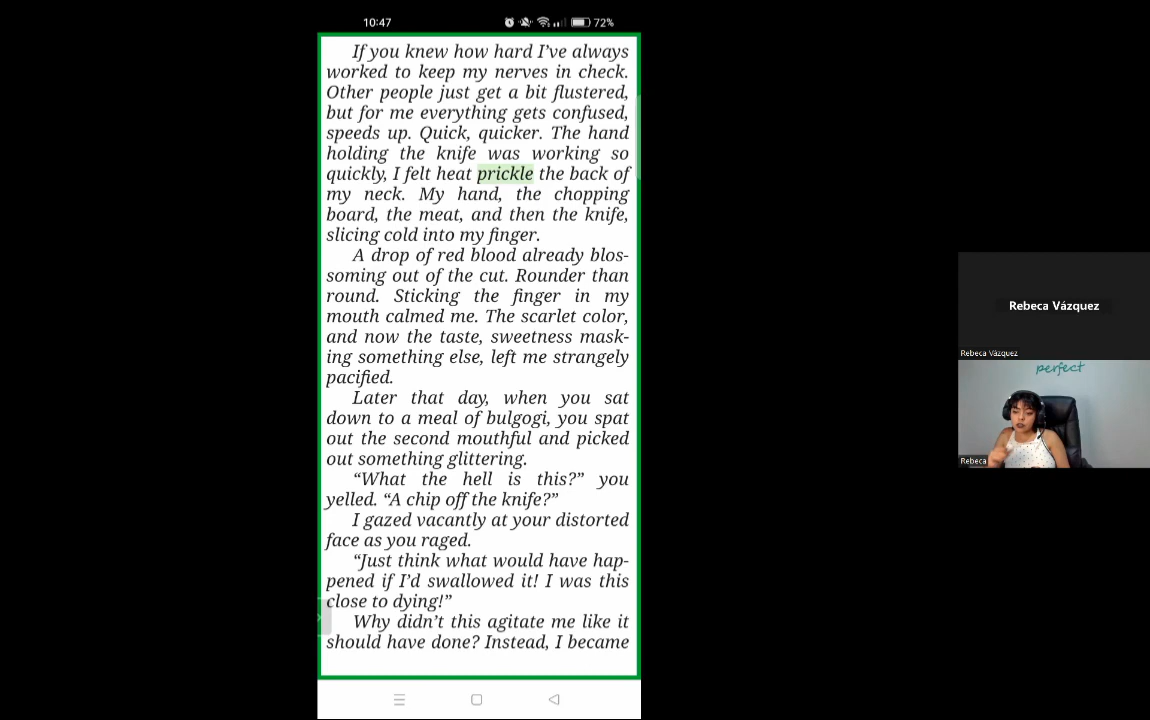 10:47
72%
If you knew how hard I’ve always
worked to keep my nerves in check.
Other people just get a bit flustered,
but for me everything gets confused,
speeds up. Quick, quicker. The hand
holding the knife was working so
quickly, I felt heat prickle the back of
my neck. My hand, the chopping
board, the meat, and then the knife,
slicing cold into my finger.
A drop of red blood already blos-
soming out of the cut. Rounder than
round. Sticking the finger in my
mouth calmed me. The scarlet color,
and now the taste, sweetness mask-
ing something else, left me strangely
pacified.
Later that day, when you sat
down to a meal of bulgogi, you spat
out the second mouthful and picked
out something glittering.
“What the hell is this?” you
yelled. “A chip off the knife?”
I gazed vacantly at your distorted
face as you raged.
“Just think what would have hap-
pened if I’d swallowed it! I was this
close to dying!”
Why didn’t this agitate me like it
should have done? Instead, I became
Rebeca Vázquez
Rebeca Vázquez
perfect
Rebeca